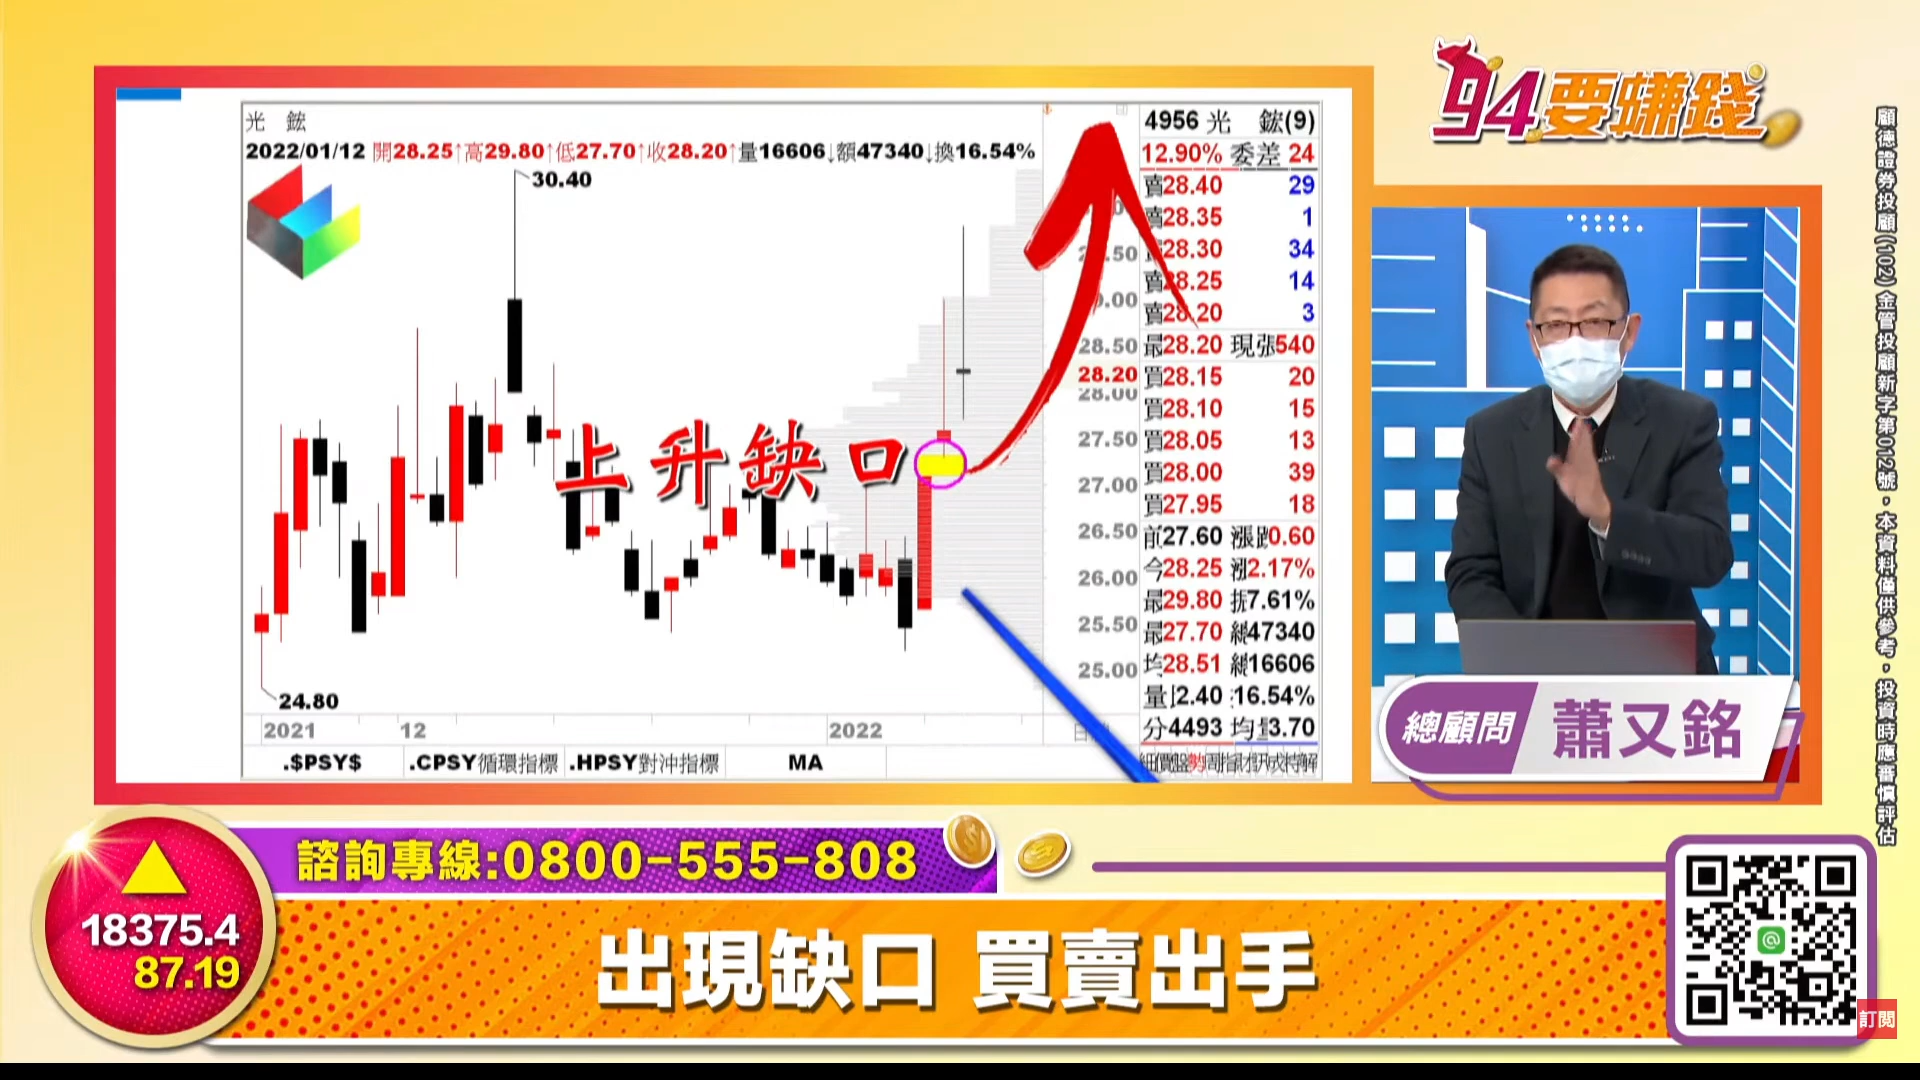 94要賺錢
顧德證券投顧(102)金管投顧新字第012號，本資料僅供參考，投資時應審慎評估
光 鋐
2022/01/12 開28.25↑高29.80↑低27.70↑收28.20↑量16606↓額47340↓換16.54%
30.40
上升缺口
24.80
28.50
28.20
28.00
27.50
27.00
26.50
26.00
25.50
25.00
2021 12 2022
.$PSY$ .CPSY循環指標 .HPSY對沖指標 MA
4956 光 鋐(9)
12.90% 委差 24
賣28.40 29
賣28.35 1
28.30 34
賣28.25 14
賣28.20 3
最28.20 現張540
買28.15 20
買28.10 15
買28.05 13
買28.00 39
買27.95 18
前27.60 漲跌0.60
今28.25 漲2.17%
最29.80 振7.61%
最27.70 總47340
均28.51 總16606
量比2.40 16.54%
分4493 均量3.70
總顧問 蕭又銘
18375.4
87.19
諮詢專線:0800-555-808
出現缺口 買賣出手
訂閱